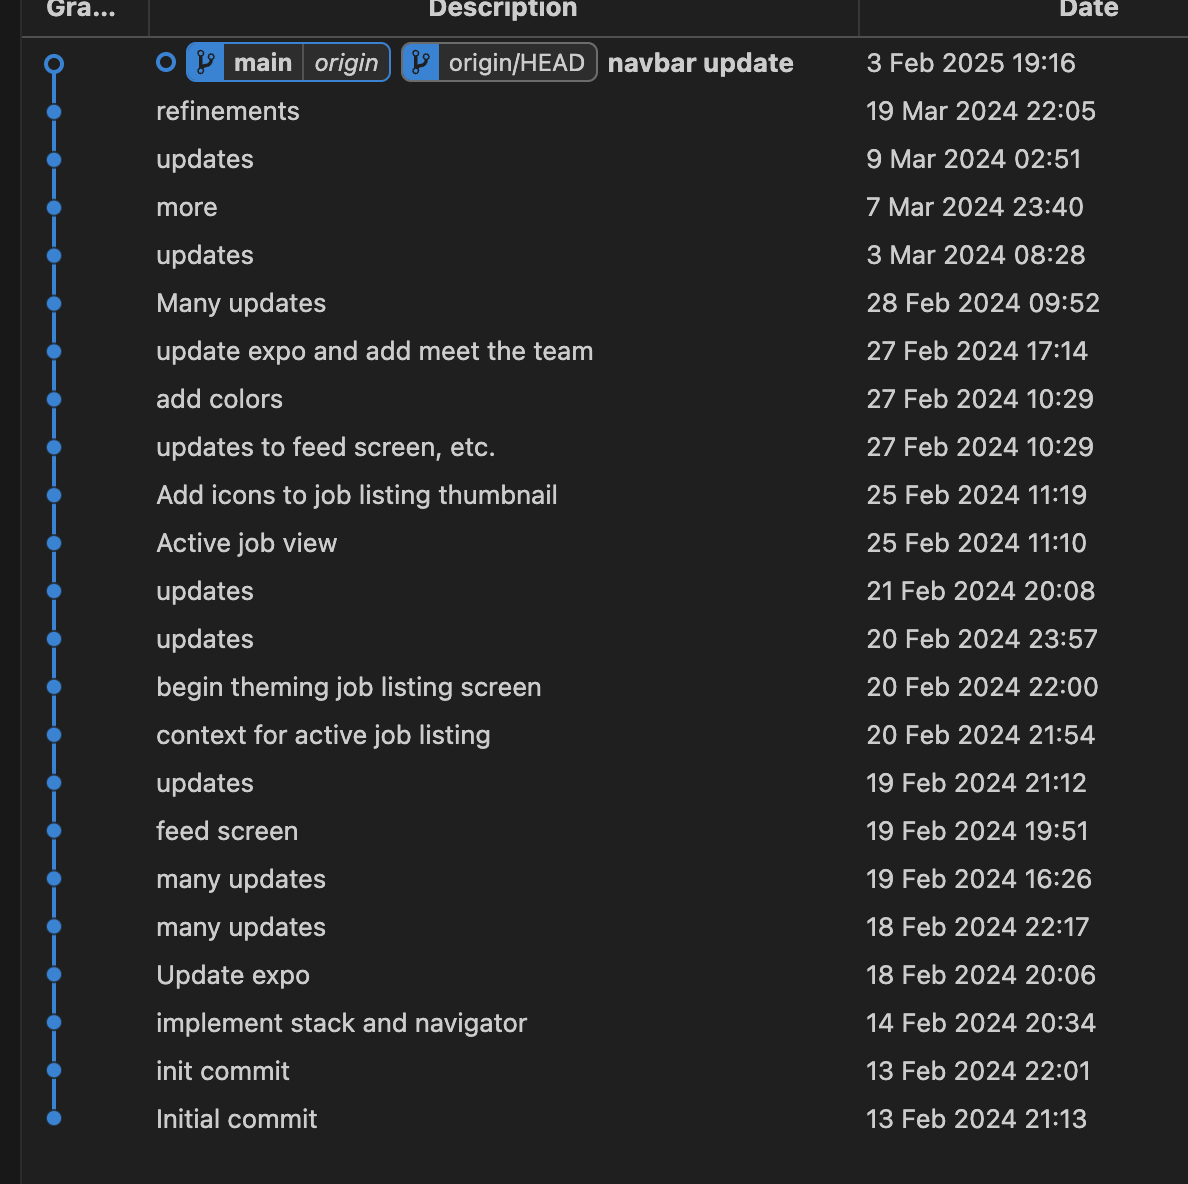 Gra... Description Date
main origin origin/HEAD navbar update 3 Feb 2025 19:16
refinements 19 Mar 2024 22:05
updates 9 Mar 2024 02:51
more 7 Mar 2024 23:40
updates 3 Mar 2024 08:28
Many updates 28 Feb 2024 09:52
update expo and add meet the team 27 Feb 2024 17:14
add colors 27 Feb 2024 10:29
updates to feed screen, etc. 27 Feb 2024 10:29
Add icons to job listing thumbnail 25 Feb 2024 11:19
Active job view 25 Feb 2024 11:10
updates 21 Feb 2024 20:08
updates 20 Feb 2024 23:57
begin theming job listing screen 20 Feb 2024 22:00
context for active job listing 20 Feb 2024 21:54
updates 19 Feb 2024 21:12
feed screen 19 Feb 2024 19:51
many updates 19 Feb 2024 16:26
many updates 18 Feb 2024 22:17
Update expo 18 Feb 2024 20:06
implement stack and navigator 14 Feb 2024 20:34
init commit 13 Feb 2024 22:01
Initial commit 13 Feb 2024 21:13